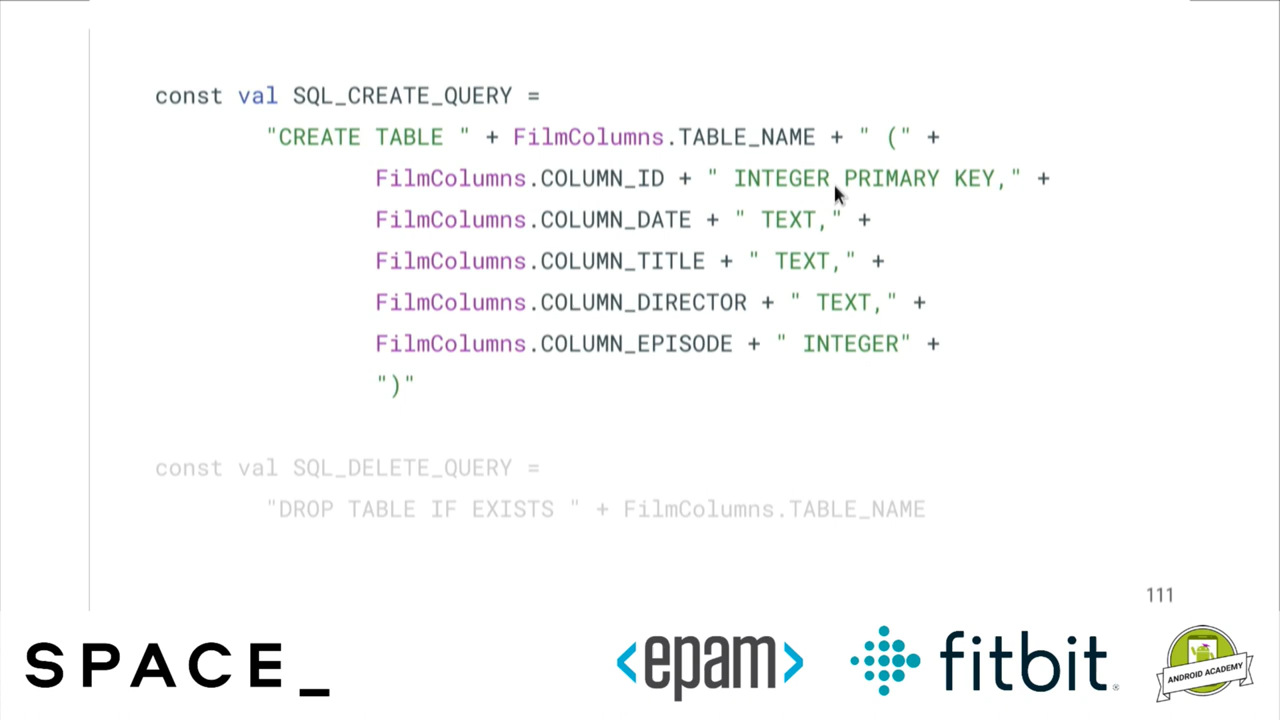 const val SQL_CREATE_QUERY =
"CREATE TABLE " + FilmColumns.TABLE_NAME + " (" +
FilmColumns.COLUMN_ID + " INTEGER PRIMARY KEY," +
FilmColumns.COLUMN_DATE + " TEXT," +
FilmColumns.COLUMN_TITLE + " TEXT," +
FilmColumns.COLUMN_DIRECTOR + " TEXT," +
FilmColumns.COLUMN_EPISODE + " INTEGER" +
")"
const val SQL_DELETE_QUERY =
"DROP TABLE IF EXISTS " + FilmColumns.TABLE_NAME
111
SPACE_
<epam>
fitbit®
ANDROID ACADEMY